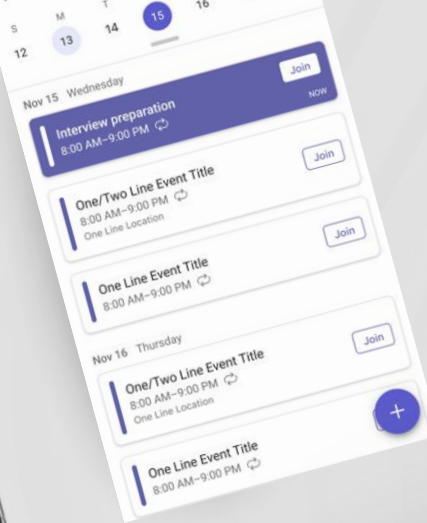 S M T
12 13 14 15 16
Nov 15 Wednesday
Interview preparation
8:00 AM–9:00 PM
Join
NOW
One/Two Line Event Title
8:00 AM–9:00 PM
One Line Location
Join
One Line Event Title
8:00 AM–9:00 PM
Join
Nov 16 Thursday
One/Two Line Event Title
8:00 AM–9:00 PM
One Line Location
Join
One Line Event Title
8:00 AM–9:00 PM
+